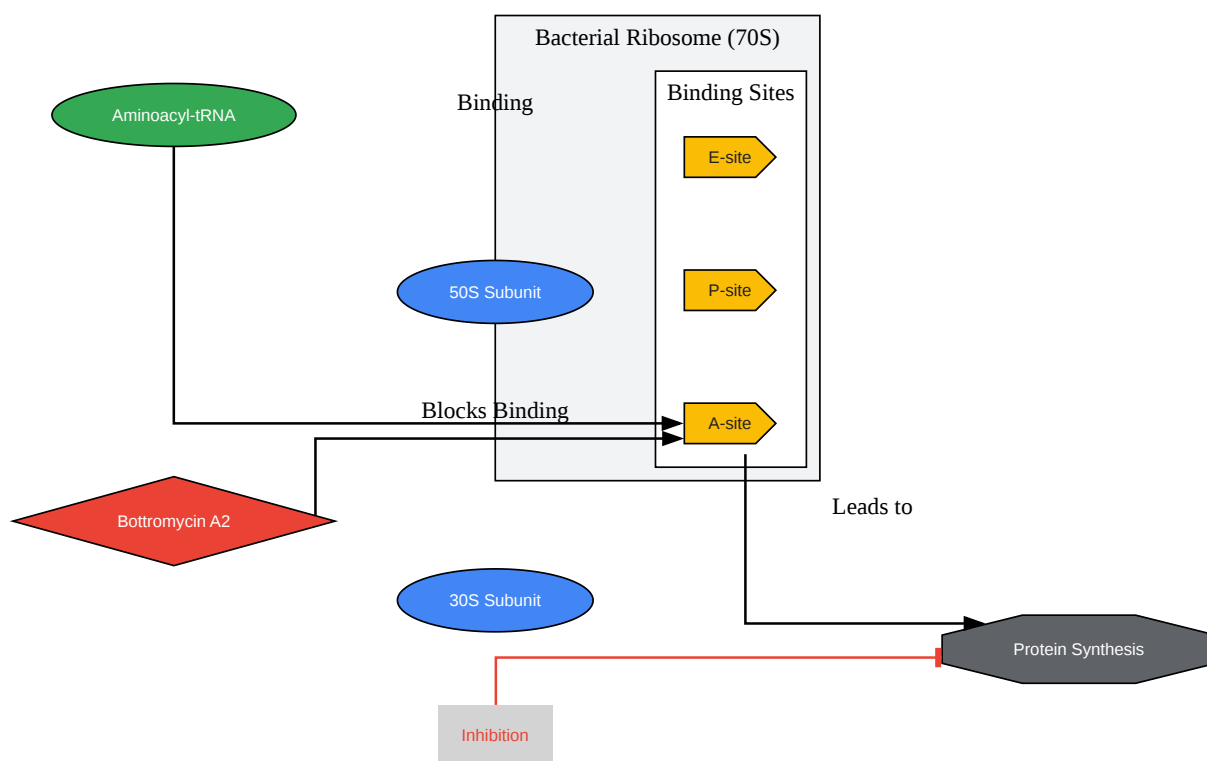 Bacterial Ribosome (70S)
Binding Sites
Binding
Aminoacyl-tRNA
E-site
50S Subunit
P-site
Blocks Binding
A-site
Leads to
Bottromycin A2
30S Subunit
Protein Synthesis
Inhibition